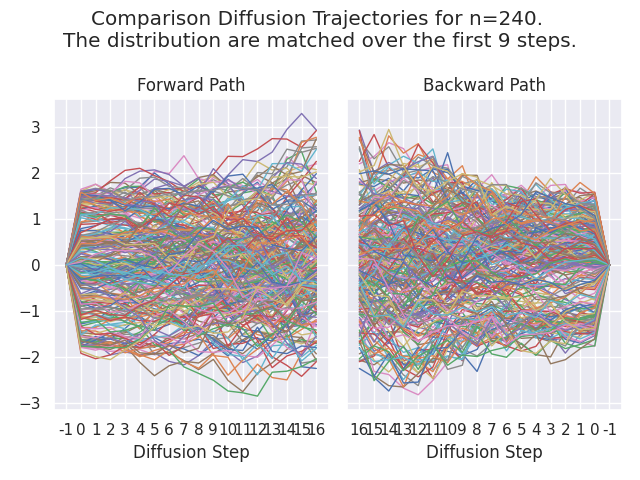 Comparison Diffusion Trajectories for n=240.
The distribution are matched over the first 9 steps.
Forward Path
Backward Path
3
2
1
0
−1
−2
−3
-1 0 1 2 3 4 5 6 7 8 9 10 11 12 13 14 15 16
16 15 14 13 12 11 10 9 8 7 6 5 4 3 2 1 0 -1
Diffusion Step
Diffusion Step